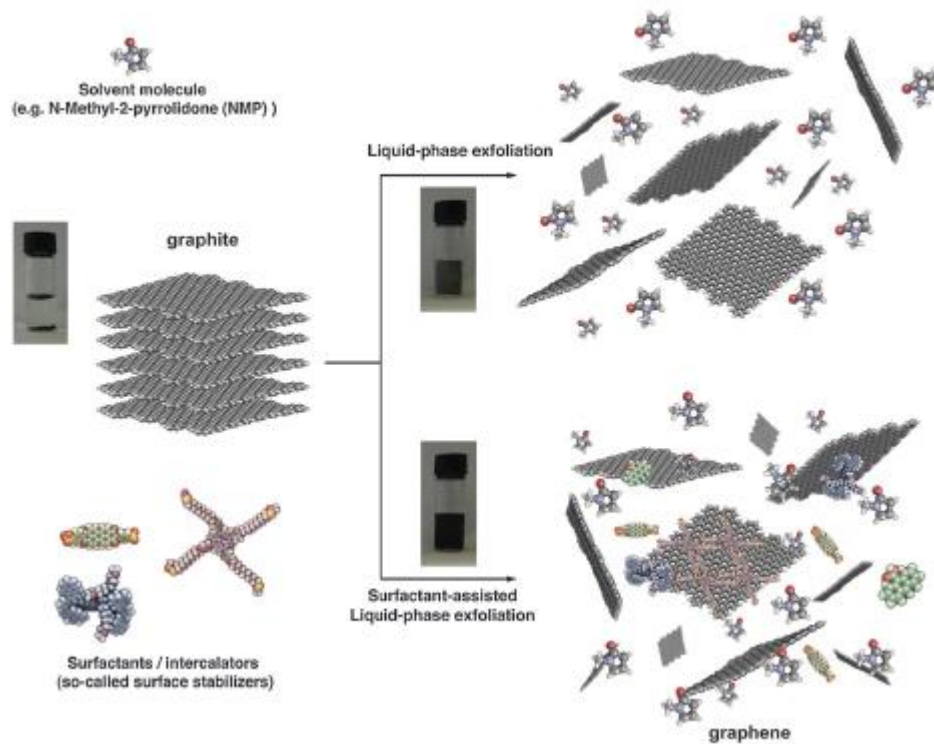 Solvent molecule
(e.g. N-Methyl-2-pyrrolidone (NMP) )
Liquid-phase exfoliation
graphite
Surfactant-assisted
Liquid-phase exfoliation
Surfactants / intercalators
(so-called surface stabilizers)
graphene